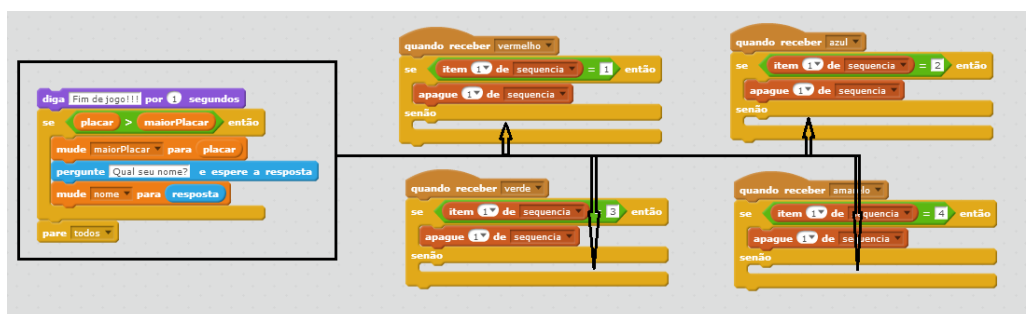 diga Fim de jogo!!! por 1 segundos
se placar > maiorPlacar então
mude maiorPlacar para placar
pergunte Qual seu nome? e espere a resposta
mude nome para resposta
pare todos
quando receber vermelho
se item 1 de sequencia = 1 então
apague 1 de sequencia
senão
quando receber azul
se item 1 de sequencia = 2 então
apague 1 de sequencia
senão
quando receber verde
se item 1 de sequencia 3 então
apague 1 de sequencia
senão
quando receber amarelo
se item 1 de sequencia = 4 então
apague 1 de sequencia
senão